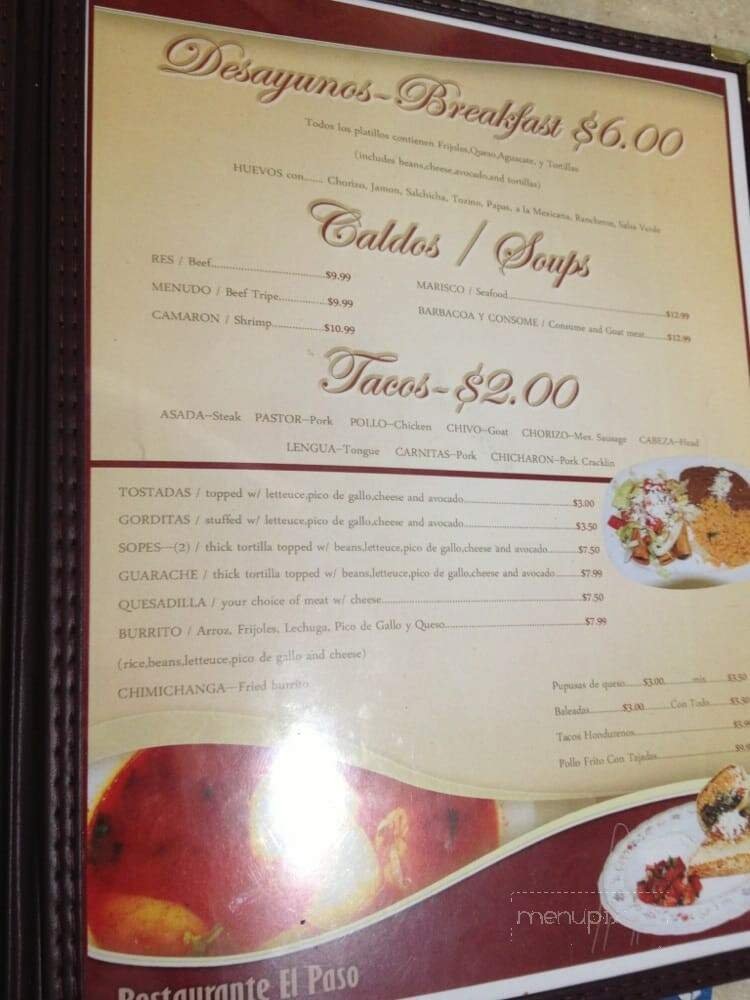 Desayunos-Breakfast $6.00
Todos los platillos contienen Frijoles,Queso,Aguacate, y Tortillas
(includes beans,cheese,avocado,and tortillas)
HUEVOS con....... Chorizo, Jamon, Salchicha, Tozino, Papas, a la Mexicana, Rancheros, Salsa Verde
Caldos / Soups
RES / Beef....................................$9.99
MENUDO / Beef Tripe...............$9.99
CAMARON / Shrimp................$10.99
MARISCO / Seafood.................................................$12.99
BARBACOA Y CONSOME / Consume and Goat meat.......$12.99
Tacos-$2.00
ASADA-Steak PASTOR-Pork POLLO-Chicken CHIVO-Goat CHORIZO-Mex. Sausage CABEZA-Head
LENGUA-Tongue CARNITAS-Pork CHICHARON-Pork Cracklin
TOSTADAS / topped w/ letteuce,pico de gallo,cheese and avocado.................................$3.00
GORDITAS / stuffed w/ letteuce,pico de gallo,cheese and avocado.................................$3.50
SOPES—(2) / thick tortilla topped w/ beans,letteuce,pico de gallo,cheese and avocado.........$7.50
GUARACHE / thick tortilla topped w/ beans,letteuce,pico de gallo,cheese and avocado........$7.99
QUESADILLA / your choice of meat w/ cheese.............................................................$7.50
BURRITO / Arroz, Frijoles, Lechuga, Pico de Gallo y Queso...........................................$7.99
(rice,beans,letteuce,pico de gallo and cheese)
CHIMICHANGA—Fried burrito
Pupusas de queso......$3.00...........mix......$3.50
Baleadas............$3.00..........Con Todo......$3.50
Tacos Hondurenos
Pollo Frito Con Tajadas
menupix
Restaurante El Paso